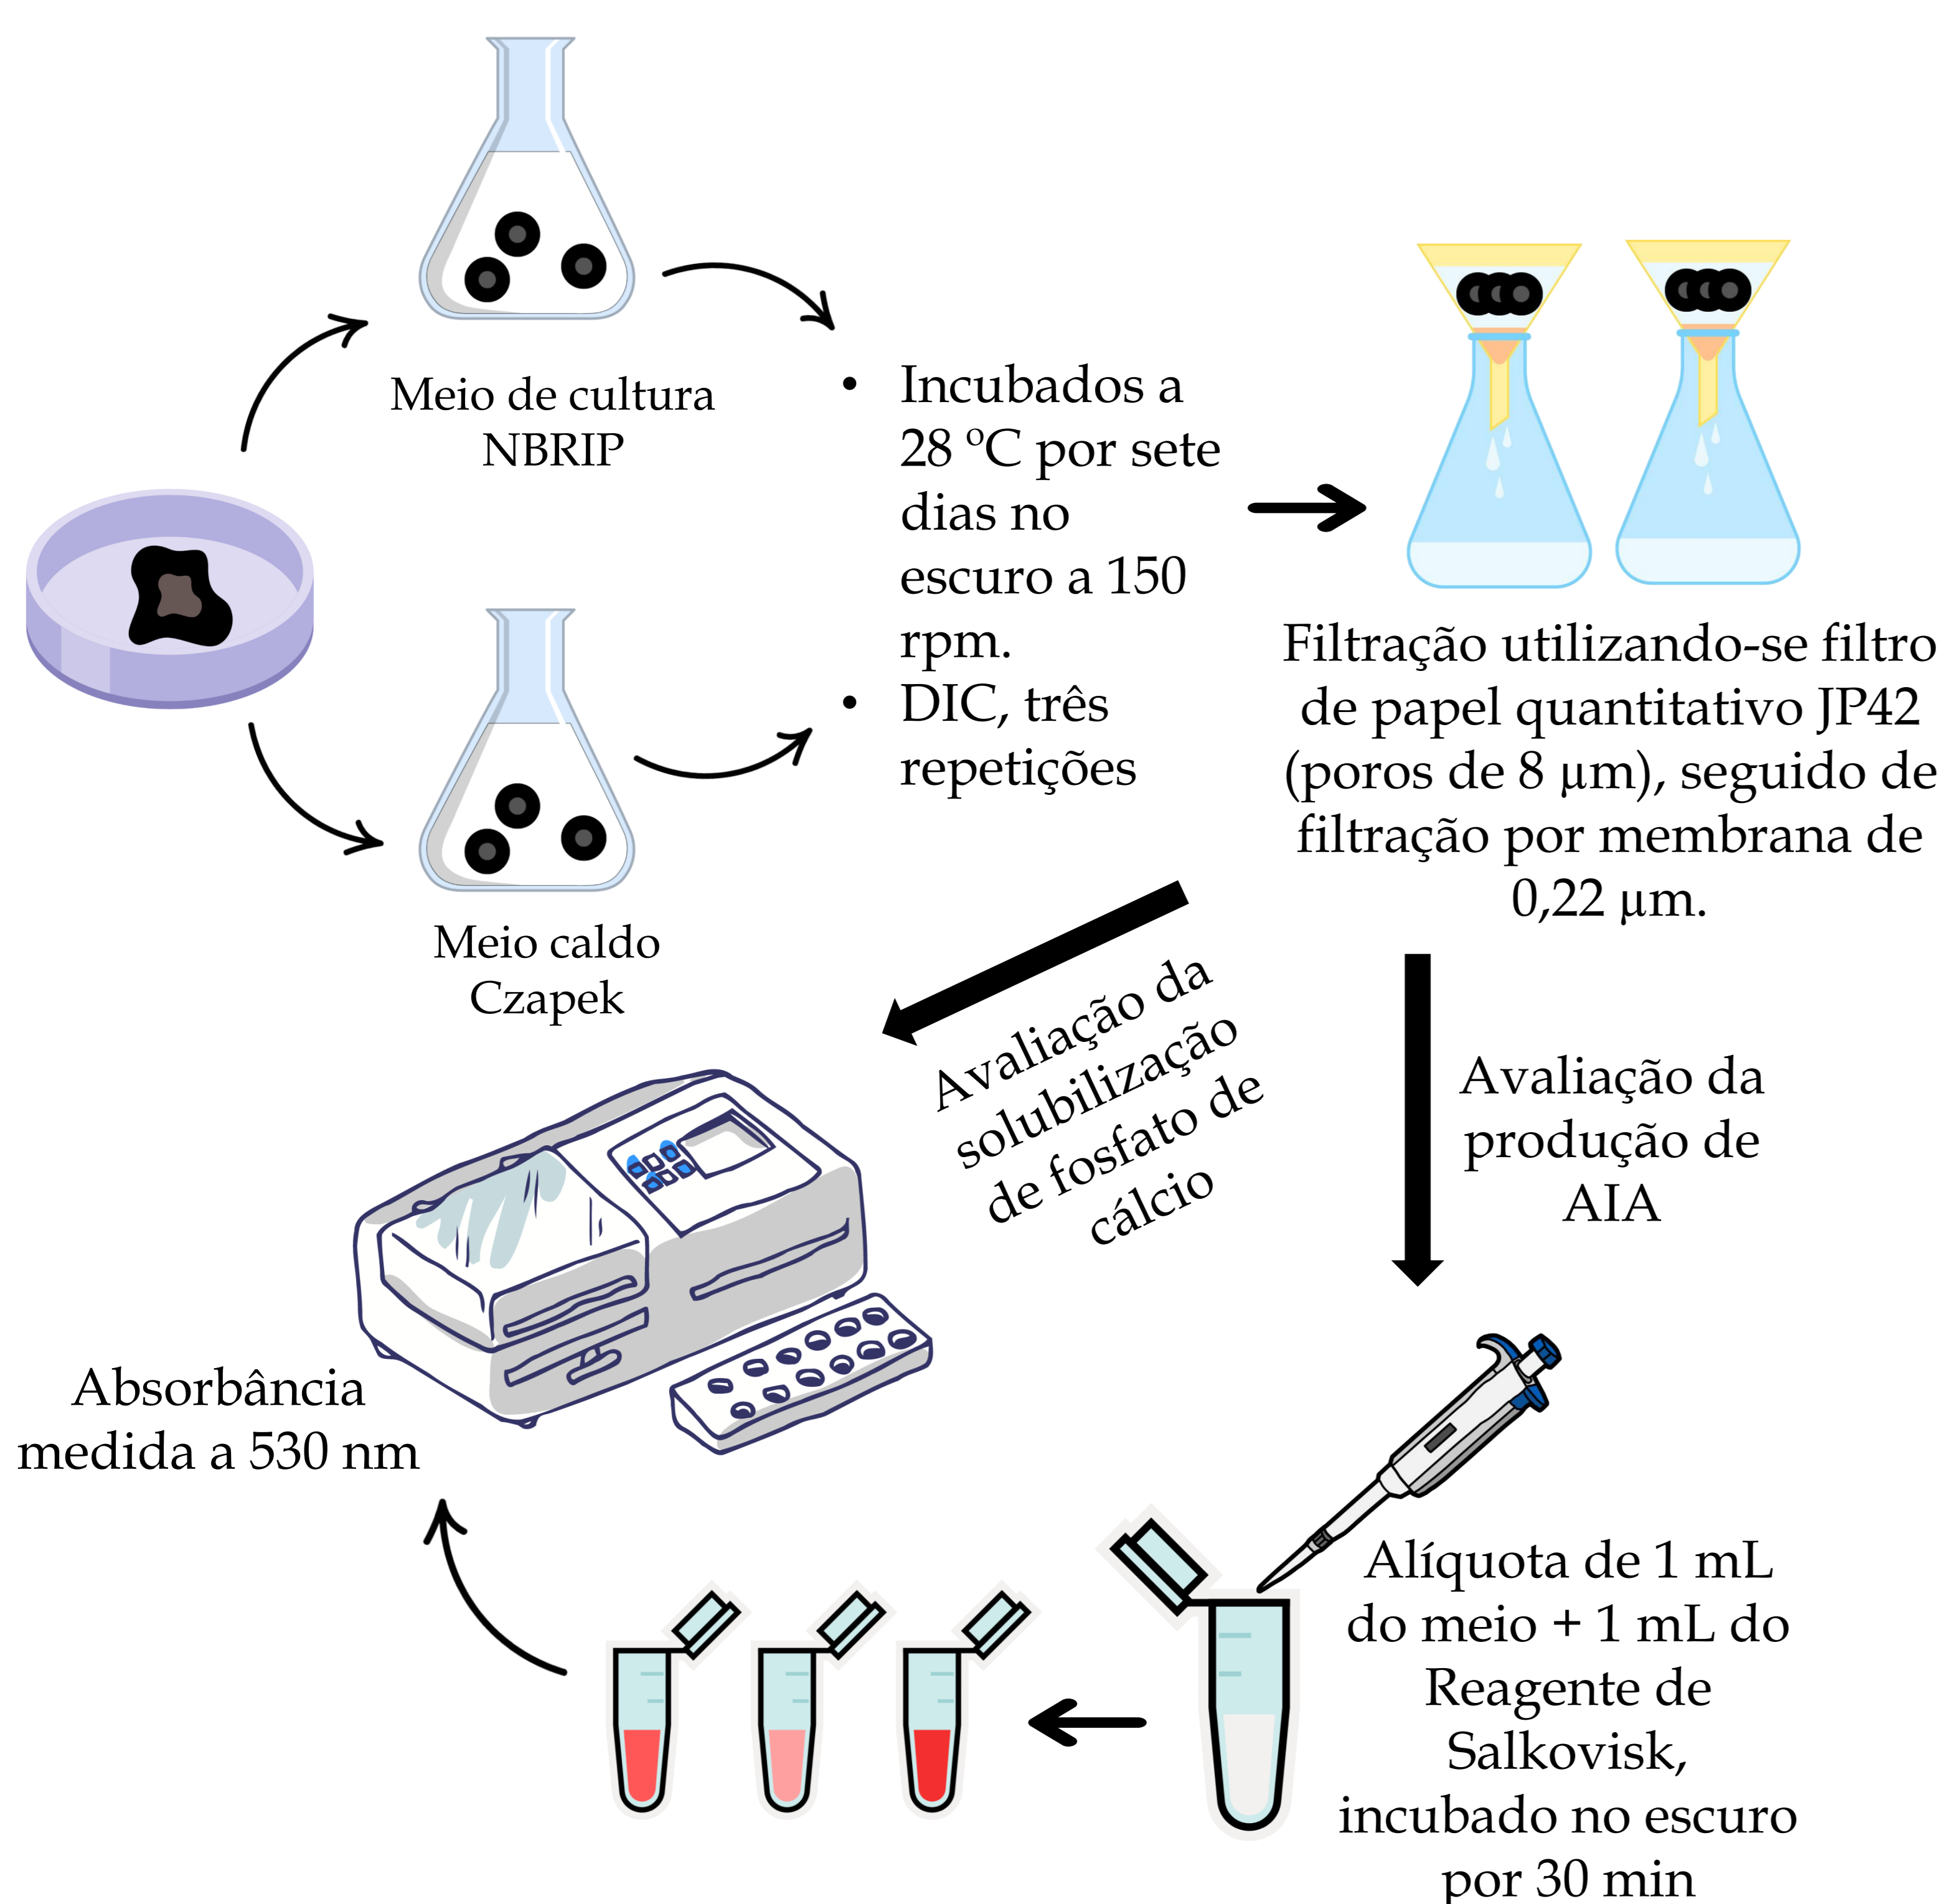 Meio de cultura
NBRIP
Meio caldo
Czapek
• Incubados a
28 ºC por sete
dias no
escuro a 150
rpm.
• DIC, três
repetições
Filtração utilizando-se filtro
de papel quantitativo JP42
(poros de 8 µm), seguido de
filtração por membrana de
0,22 µm.
Avaliação da
solubilização
de fosfato de
cálcio
Avaliação da
produção de
AIA
Alíquota de 1 mL
do meio + 1 mL do
Reagente de
Salkovisk,
incubado no escuro
por 30 min
Absorbância
medida a 530 nm